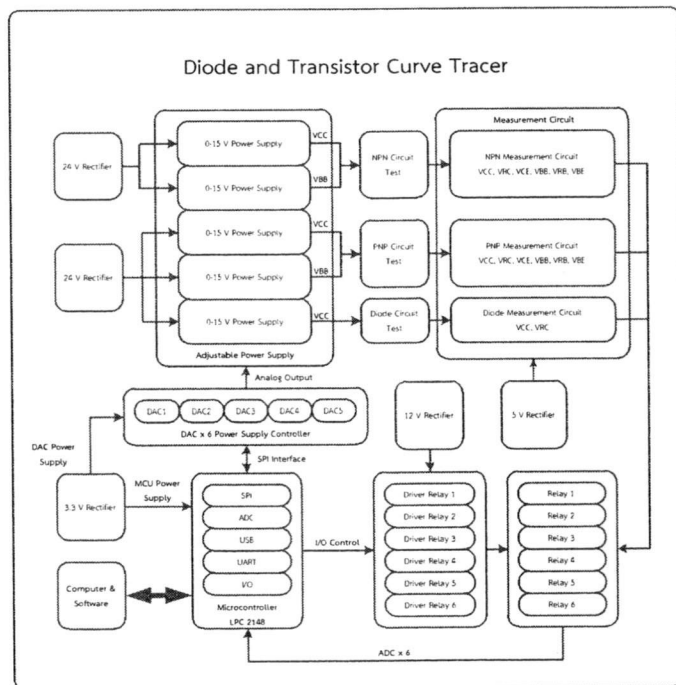 Diode and Transistor Curve Tracer
Measurement Circuit
24 V Rectifier
0-15 V Power Supply
VCC
0-15 V Power Supply
VBB
NPN Circuit
Test
NPN Measurement Circuit
VCC, VRC, VCE, VBB, VRB, VBE
24 V Rectifier
0-15 V Power Supply
VCC
0-15 V Power Supply
VBB
0-15 V Power Supply
VCC
PNP Circuit
Test
PNP Measurement Circuit
VCC, VRC, VCE, VBB, VRB, VBE
Diode Circuit
Test
Diode Measurement Circuit
VCC, VRC
Adjustable Power Supply
Analog Output
DAC1
DAC2
DAC3
DAC4
DAC5
DAC x 6 Power Supply Controller
12 V Rectifier
5 V Rectifier
DAC Power
Supply
SPI Interface
MCU Power
Supply
3.3 V Rectifier
SPI
ADC
USB
UART
I/O
Microcontroller
LPC 2148
I/O Control
Driver Relay 1
Driver Relay 2
Driver Relay 3
Driver Relay 4
Driver Relay 5
Driver Relay 6
Relay 1
Relay 2
Relay 3
Relay 4
Relay 5
Relay 6
Computer &
Software
ADC x 6